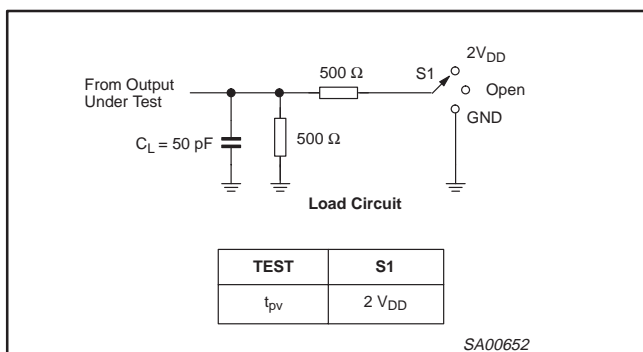 2VDD
500 Ω
S1
From Output
Under Test
Open
GND
500 Ω
CL = 50 pF
Load Circuit
TEST S1
tpv 2 VDD
SA00652